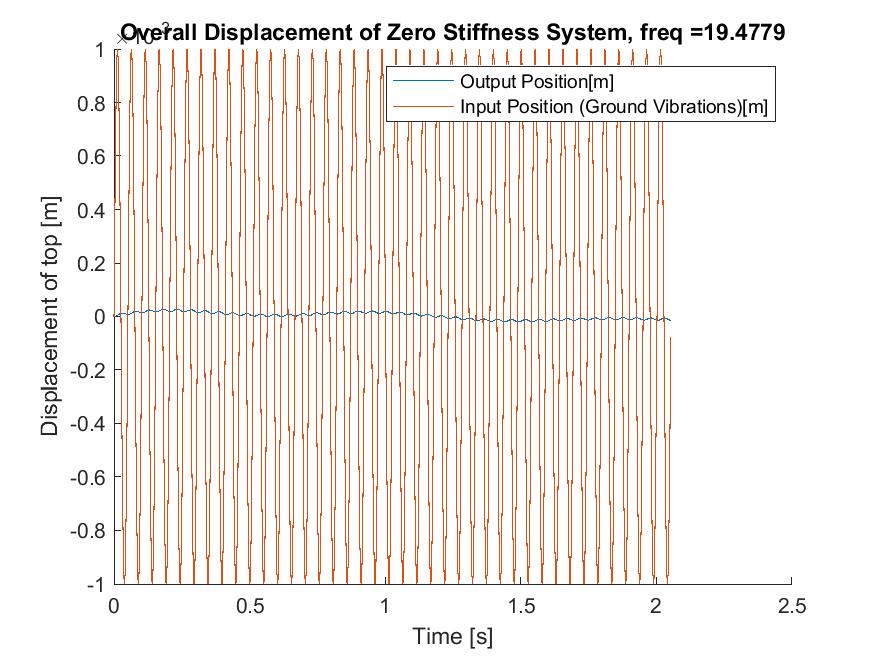 Overall Displacement of Zero Stiffness System, freq =19.4779
×10-3
Output Position[m]
Input Position (Ground Vibrations)[m]
Displacement of top [m]
1
0.8
0.6
0.4
0.2
0
-0.2
-0.4
-0.6
-0.8
-1
0 0.5 1 1.5 2 2.5
Time [s]